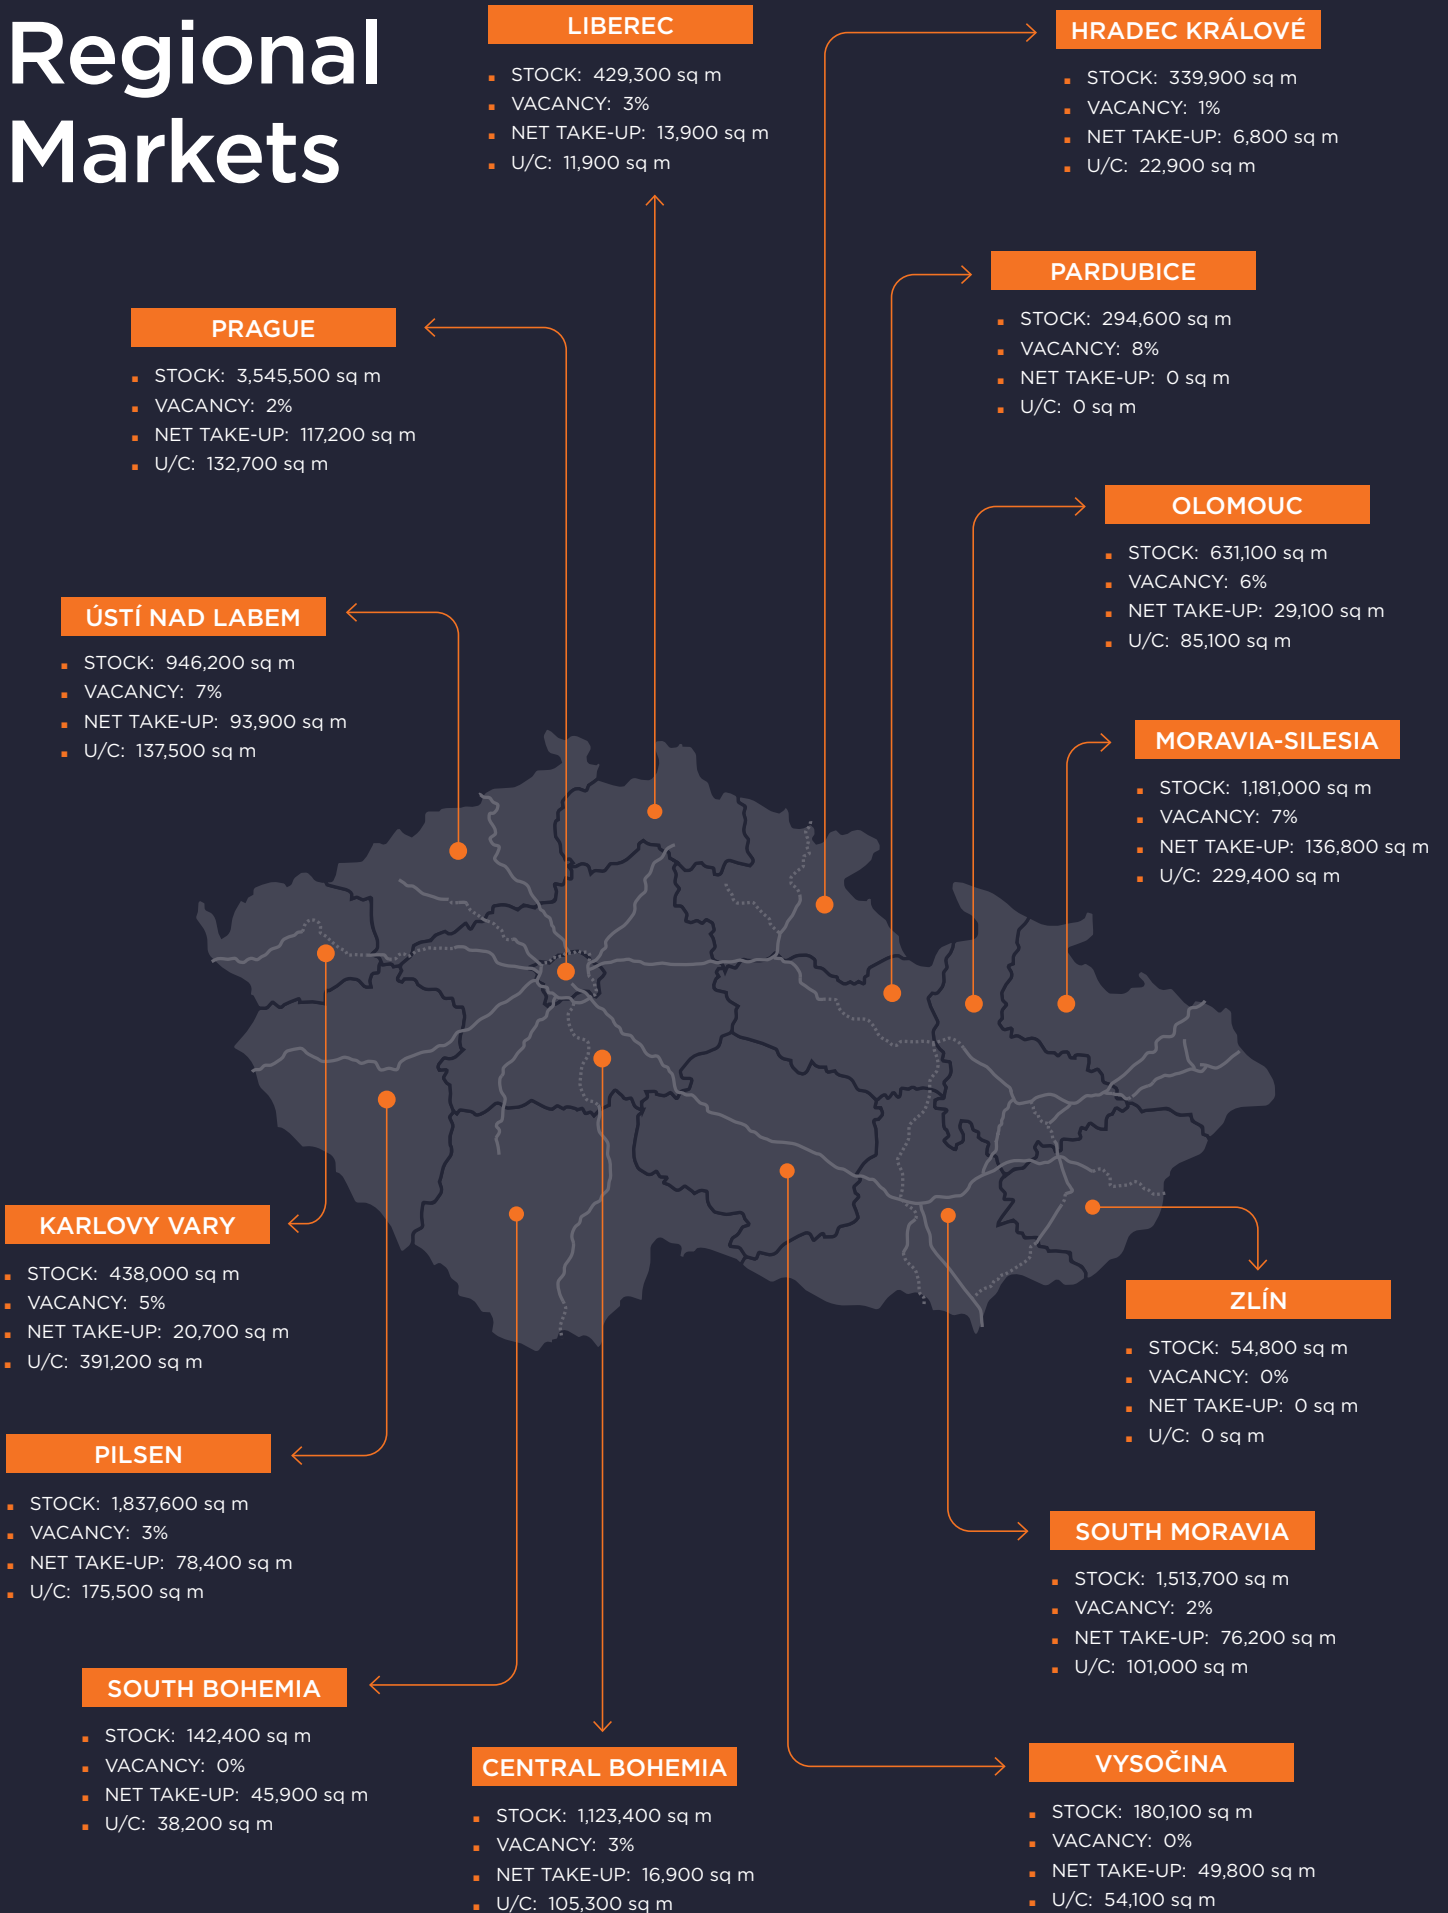 Regional
Markets
LIBEREC
STOCK: 429,300 sq m
VACANCY: 3%
NET TAKE-UP: 13,900 sq m
U/C: 11,900 sq m
HRADEC KRÁLOVÉ
STOCK: 339,900 sq m
VACANCY: 1%
NET TAKE-UP: 6,800 sq m
U/C: 22,900 sq m
PARDUBICE
STOCK: 294,600 sq m
VACANCY: 8%
NET TAKE-UP: 0 sq m
U/C: 0 sq m
PRAGUE
STOCK: 3,545,500 sq m
VACANCY: 2%
NET TAKE-UP: 117,200 sq m
U/C: 132,700 sq m
OLOMOUC
STOCK: 631,100 sq m
VACANCY: 6%
NET TAKE-UP: 29,100 sq m
U/C: 85,100 sq m
ÚSTÍ NAD LABEM
STOCK: 946,200 sq m
VACANCY: 7%
NET TAKE-UP: 93,900 sq m
U/C: 137,500 sq m
MORAVIA-SILESIA
STOCK: 1,181,000 sq m
VACANCY: 7%
NET TAKE-UP: 136,800 sq m
U/C: 229,400 sq m
KARLOVY VARY
STOCK: 438,000 sq m
VACANCY: 5%
NET TAKE-UP: 20,700 sq m
U/C: 391,200 sq m
ZLÍN
STOCK: 54,800 sq m
VACANCY: 0%
NET TAKE-UP: 0 sq m
U/C: 0 sq m
PILSEN
STOCK: 1,837,600 sq m
VACANCY: 3%
NET TAKE-UP: 78,400 sq m
U/C: 175,500 sq m
SOUTH MORAVIA
STOCK: 1,513,700 sq m
VACANCY: 2%
NET TAKE-UP: 76,200 sq m
U/C: 101,000 sq m
SOUTH BOHEMIA
STOCK: 142,400 sq m
VACANCY: 0%
NET TAKE-UP: 45,900 sq m
U/C: 38,200 sq m
CENTRAL BOHEMIA
STOCK: 1,123,400 sq m
VACANCY: 3%
NET TAKE-UP: 16,900 sq m
U/C: 105,300 sq m
VYSOČINA
STOCK: 180,100 sq m
VACANCY: 0%
NET TAKE-UP: 49,800 sq m
U/C: 54,100 sq m